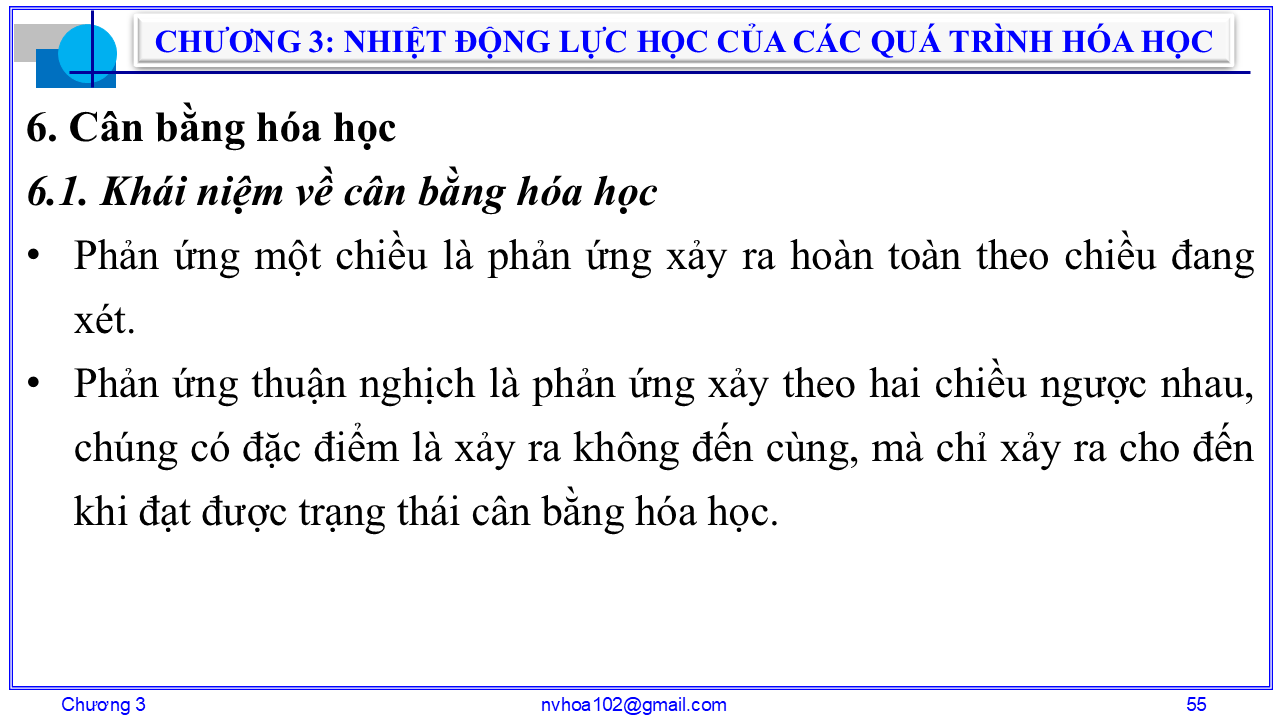 CHƯƠNG 3: NHIỆT ĐỘNG LỰC HỌC CỦA CÁC QUÁ TRÌNH HÓA HỌC
6. Cân bằng hóa học
6.1. Khái niệm về cân bằng hóa học
• Phản ứng một chiều là phản ứng xảy ra hoàn toàn theo chiều đang
xét.
• Phản ứng thuận nghịch là phản ứng xảy theo hai chiều ngược nhau,
chúng có đặc điểm là xảy ra không đến cùng, mà chỉ xảy ra cho đến
khi đạt được trạng thái cân bằng hóa học.
Chương 3 nvhoa102@gmail.com 55